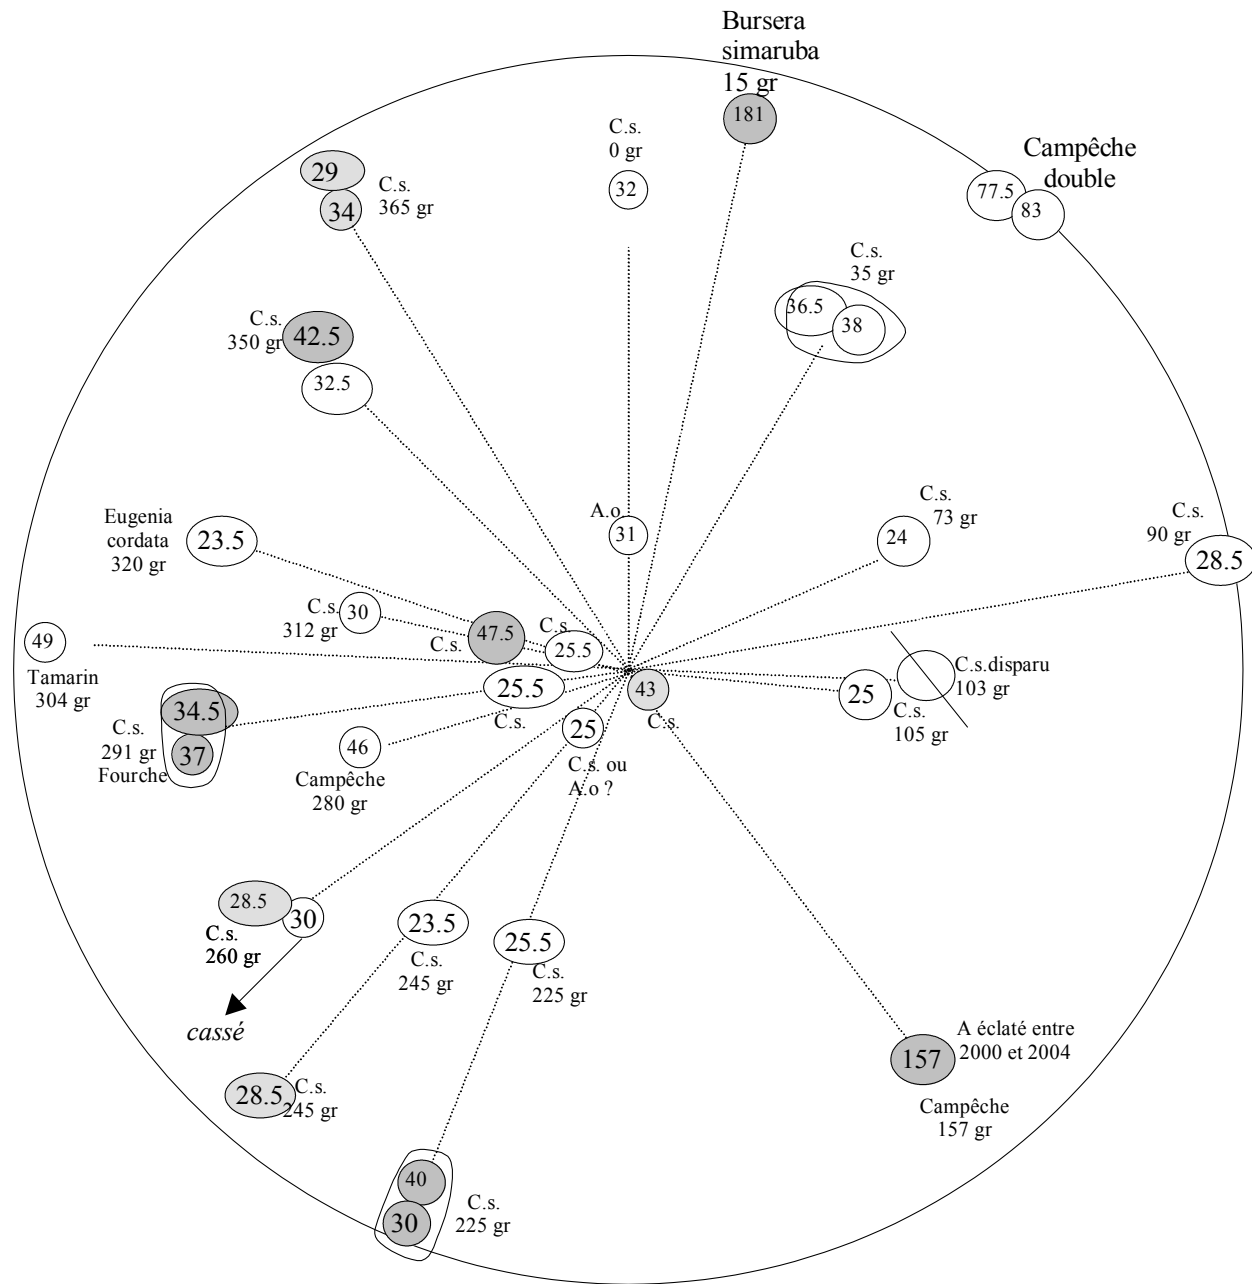 Bursera
simaruba
15 gr
181
C.s.
0 gr
32
Campêche
double
77.5
83
29
34
C.s.
365 gr
C.s.
35 gr
36.5
38
C.s.
350 gr
42.5
32.5
Eugenia
cordata
320 gr
23.5
A.o
31
C.s.
73 gr
24
C.s.
90 gr
28.5
C.s.
312 gr
30
C.s.
47.5
C.s.
25.5
49
Tamarin
304 gr
25.5
C.s.
43
C.s.
C.s.disparu
103 gr
25
C.s.
105 gr
34.5
37
C.s.
291 gr
Fourche
46
Campêche
280 gr
25
C.s. ou
A.o ?
28.5
30
C.s.
260 gr
cassé
23.5
C.s.
245 gr
25.5
C.s.
225 gr
28.5
C.s.
245 gr
157
A éclaté entre
2000 et 2004
Campêche
157 gr
40
30
C.s.
225 gr